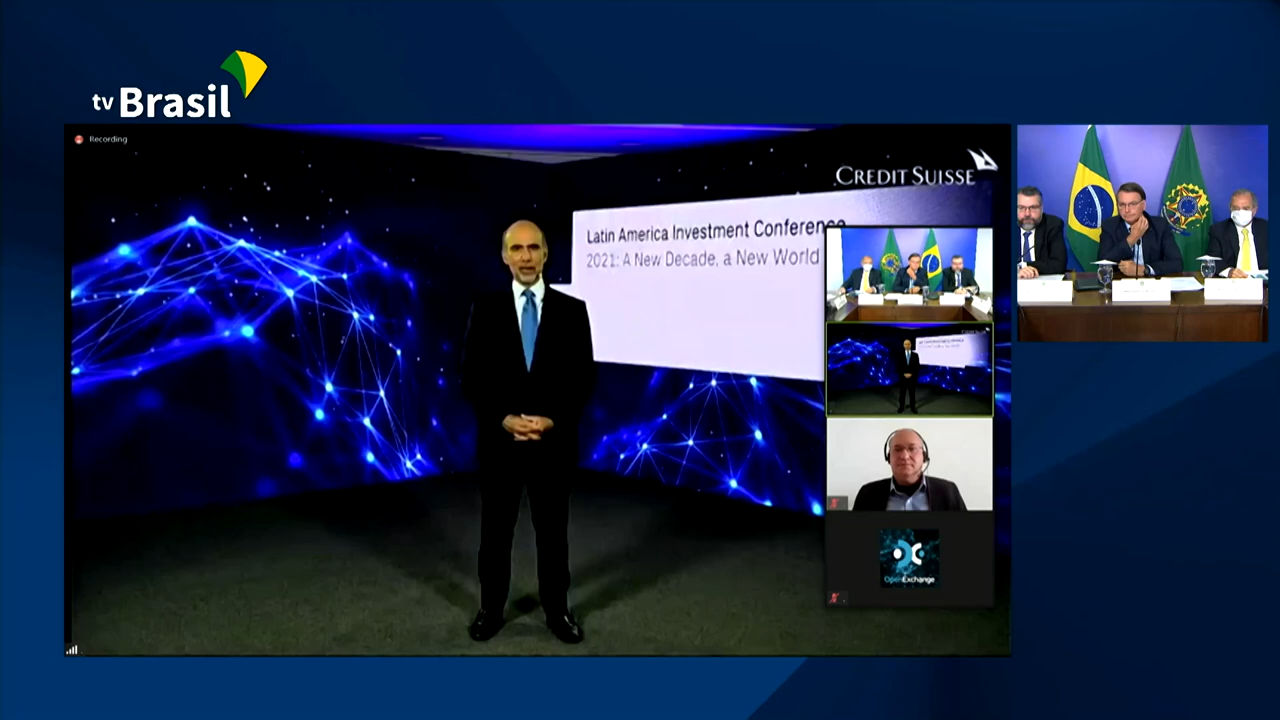 tv Brasil
Recording
CREDIT SUISSE
Latin America Investment Conference
2021: A New Decade, a New World
OpenExchange